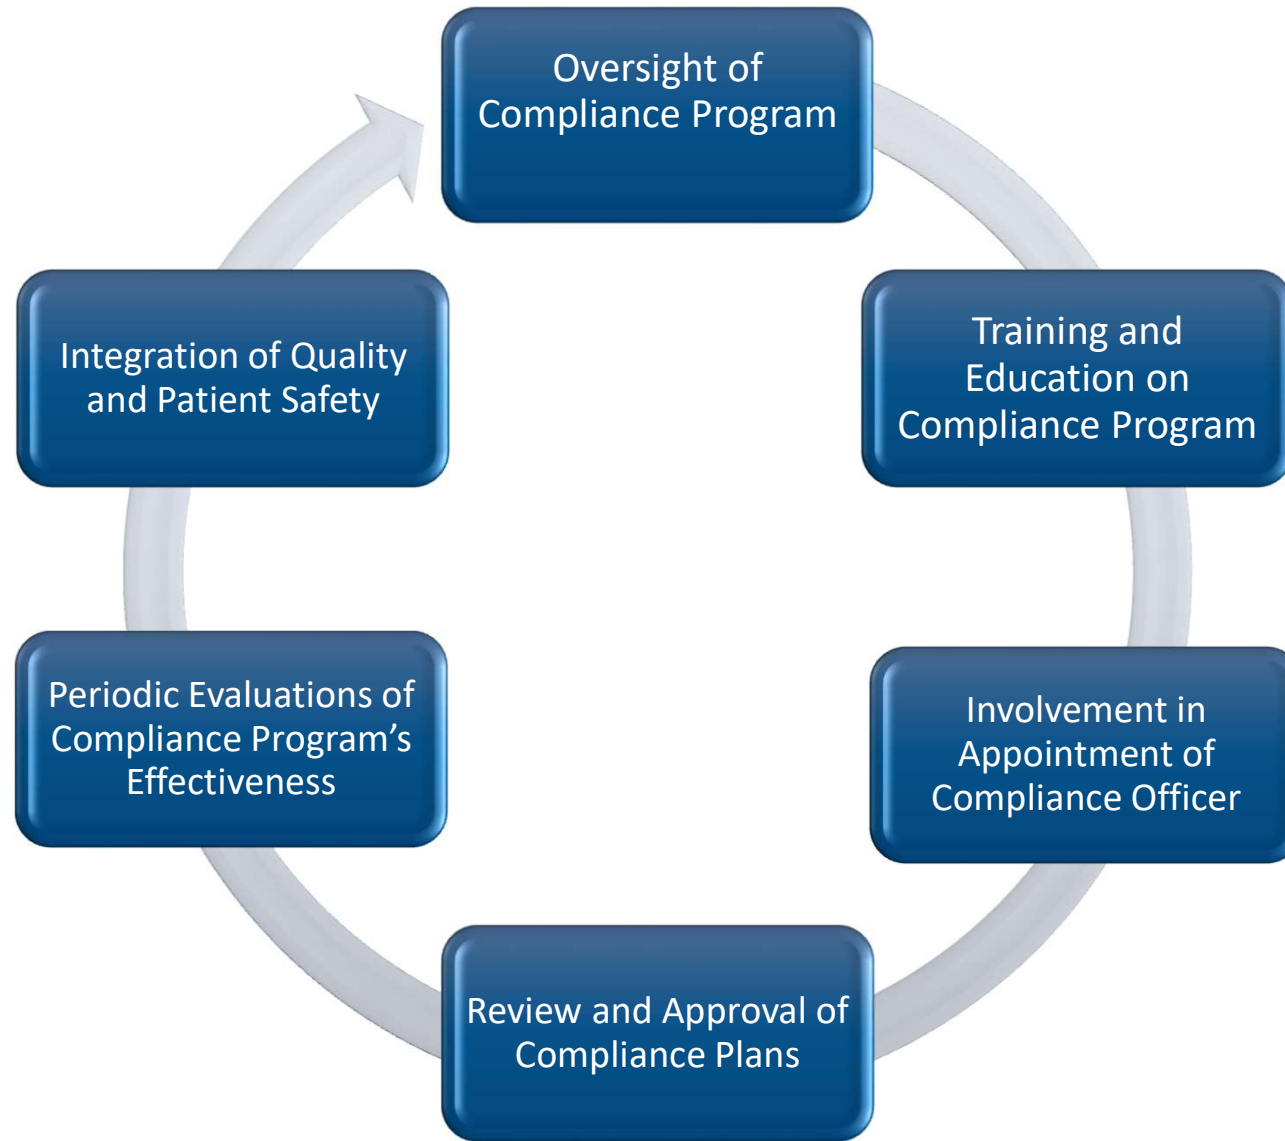 Oversight of
Compliance Program
Training and
Education on
Compliance Program
Involvement in
Appointment of
Compliance Officer
Review and Approval of
Compliance Plans
Periodic Evaluations of
Compliance Program’s
Effectiveness
Integration of Quality
and Patient Safety